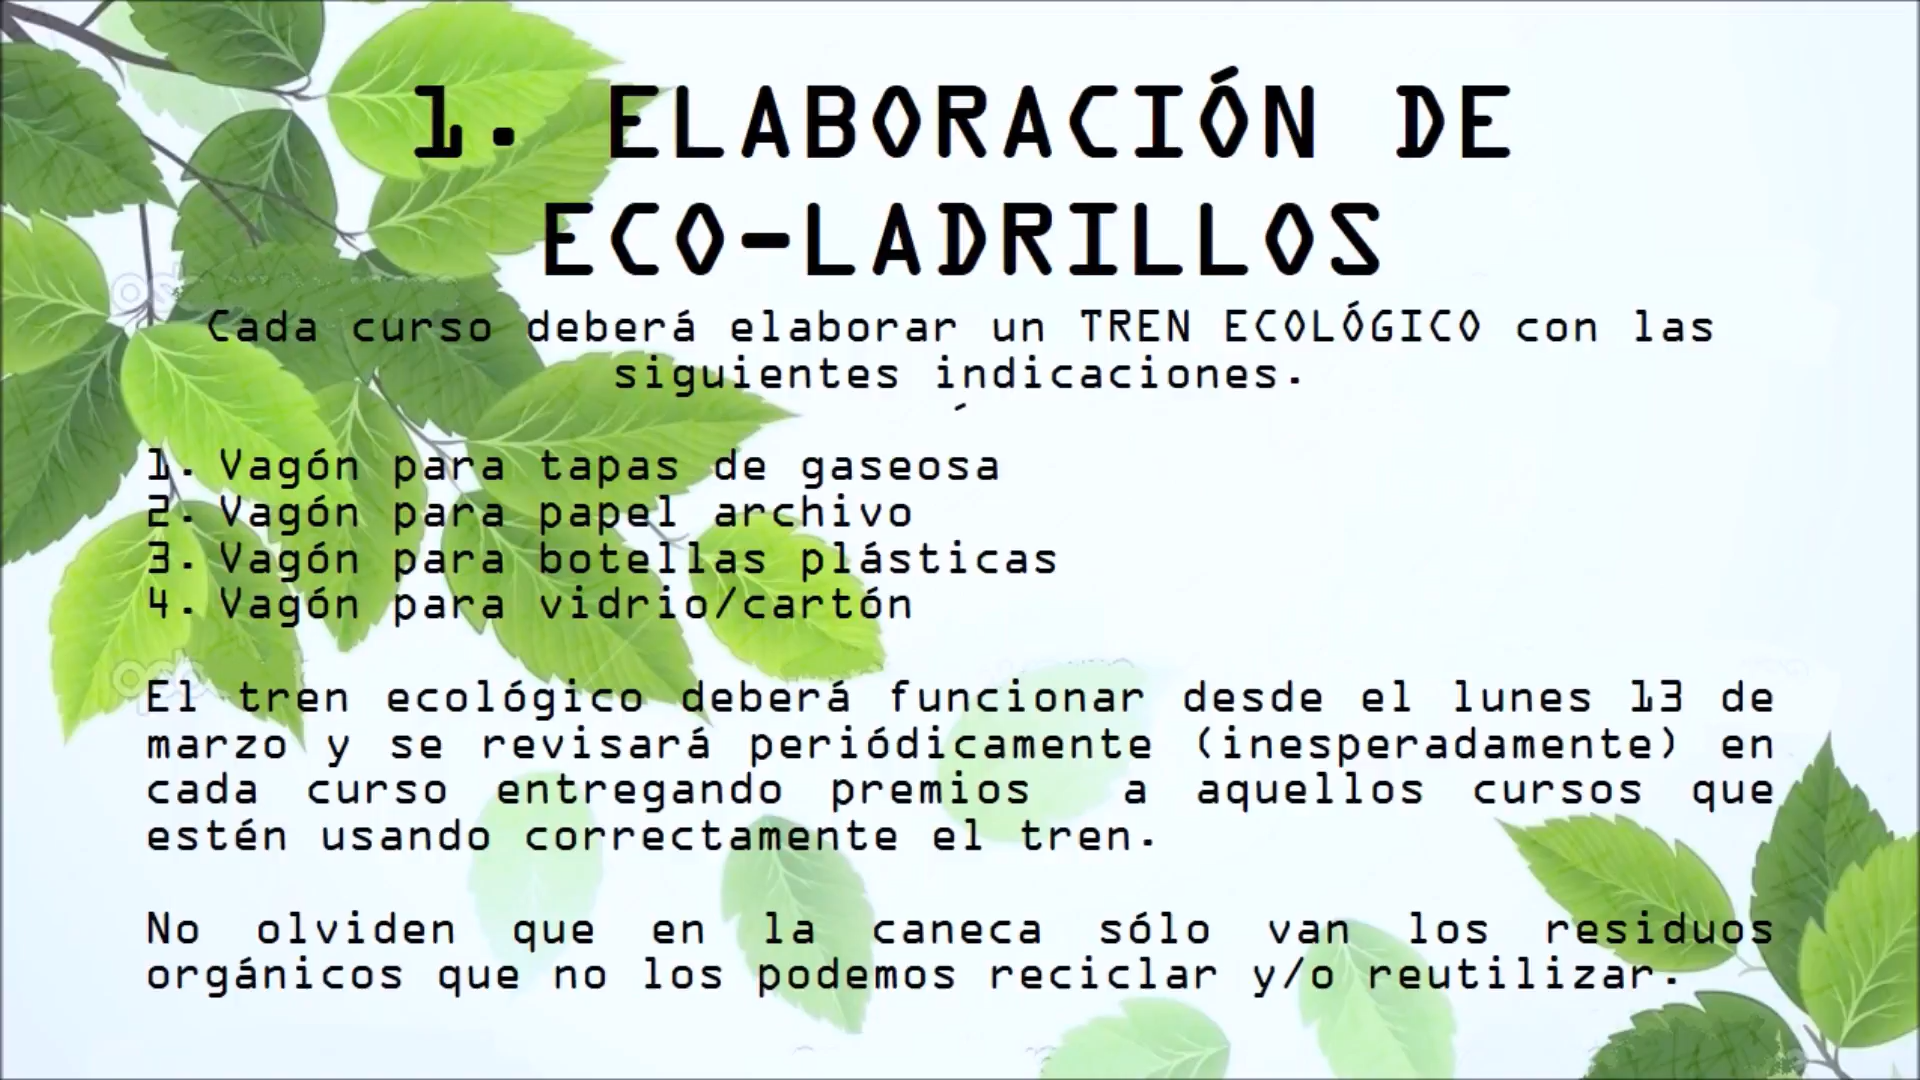 1. ELABORACIÓN DE
ECO-LADRILLOS
Cada curso deberá elaborar un TREN ECOLÓGICO con las
siguientes indicaciones.
1. Vagón para tapas de gaseosa
2. Vagón para papel archivo
3. Vagón para botellas plásticas
4. Vagón para vidrio/cartón
El tren ecológico deberá funcionar desde el lunes 13 de
marzo y se revisará periódicamente (inesperadamente) en
cada curso entregando premios a aquellos cursos que
estén usando correctamente el tren.
No olviden que en la caneca sólo van los residuos
orgánicos que no los podemos reciclar y/o reutilizar.